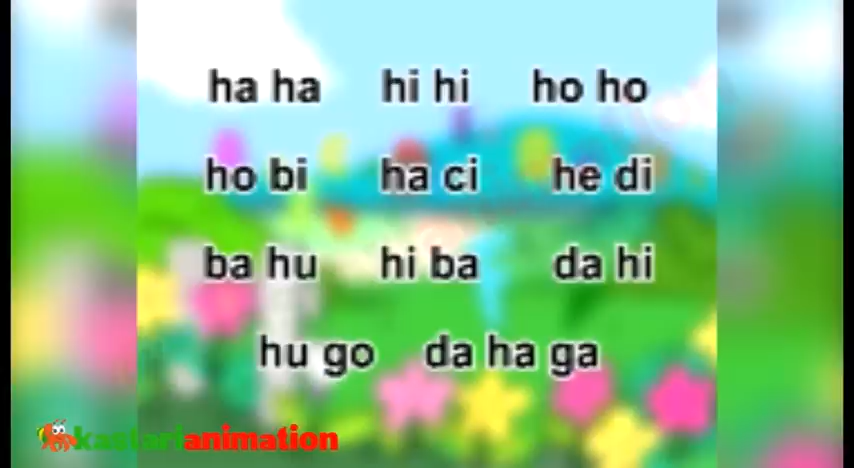 ha ha hi hi ho ho
ho bi ha ci he di
ba hu hi ba da hi
hu go da ha ga
kastarianimation